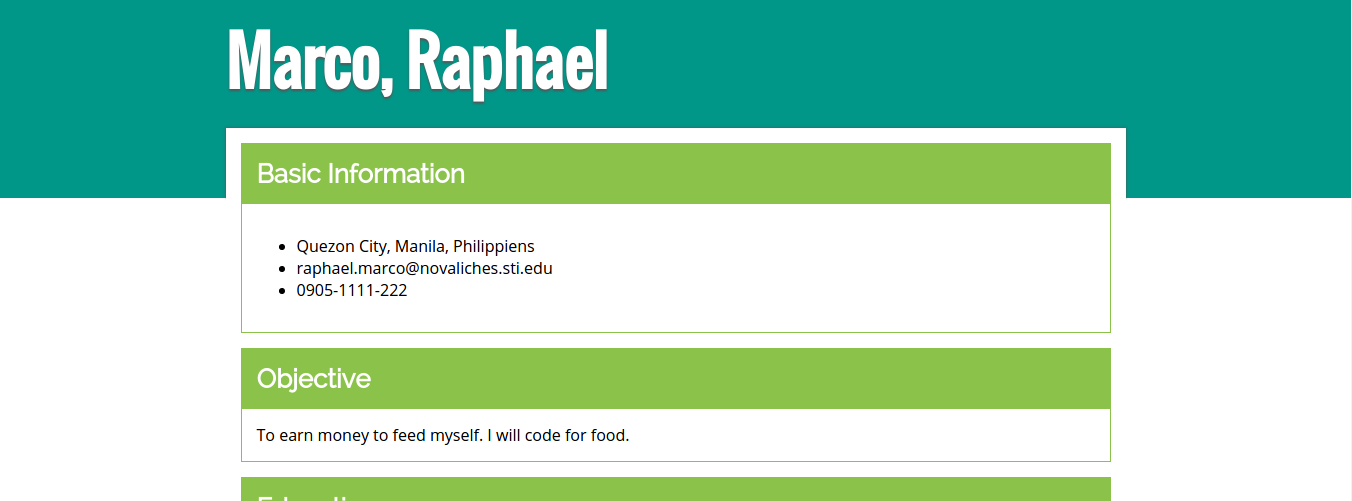 Marco, Raphael
Basic Information
Quezon City, Manila, Philippiens
raphael.marco@novaliches.sti.edu
0905-1111-222
Objective
To earn money to feed myself. I will code for food.